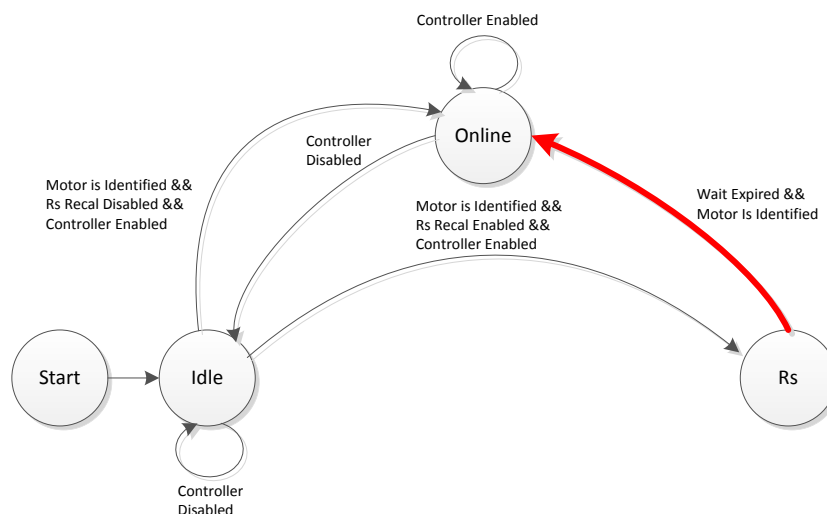 Controller Enabled
Online
Controller
Disabled
Motor is Identified &&
Rs Recal Disabled &&
Controller Enabled
Motor is Identified &&
Rs Recal Enabled &&
Controller Enabled
Wait Expired &&
Motor Is Identified
Start
Idle
Rs
Controller
Disabled